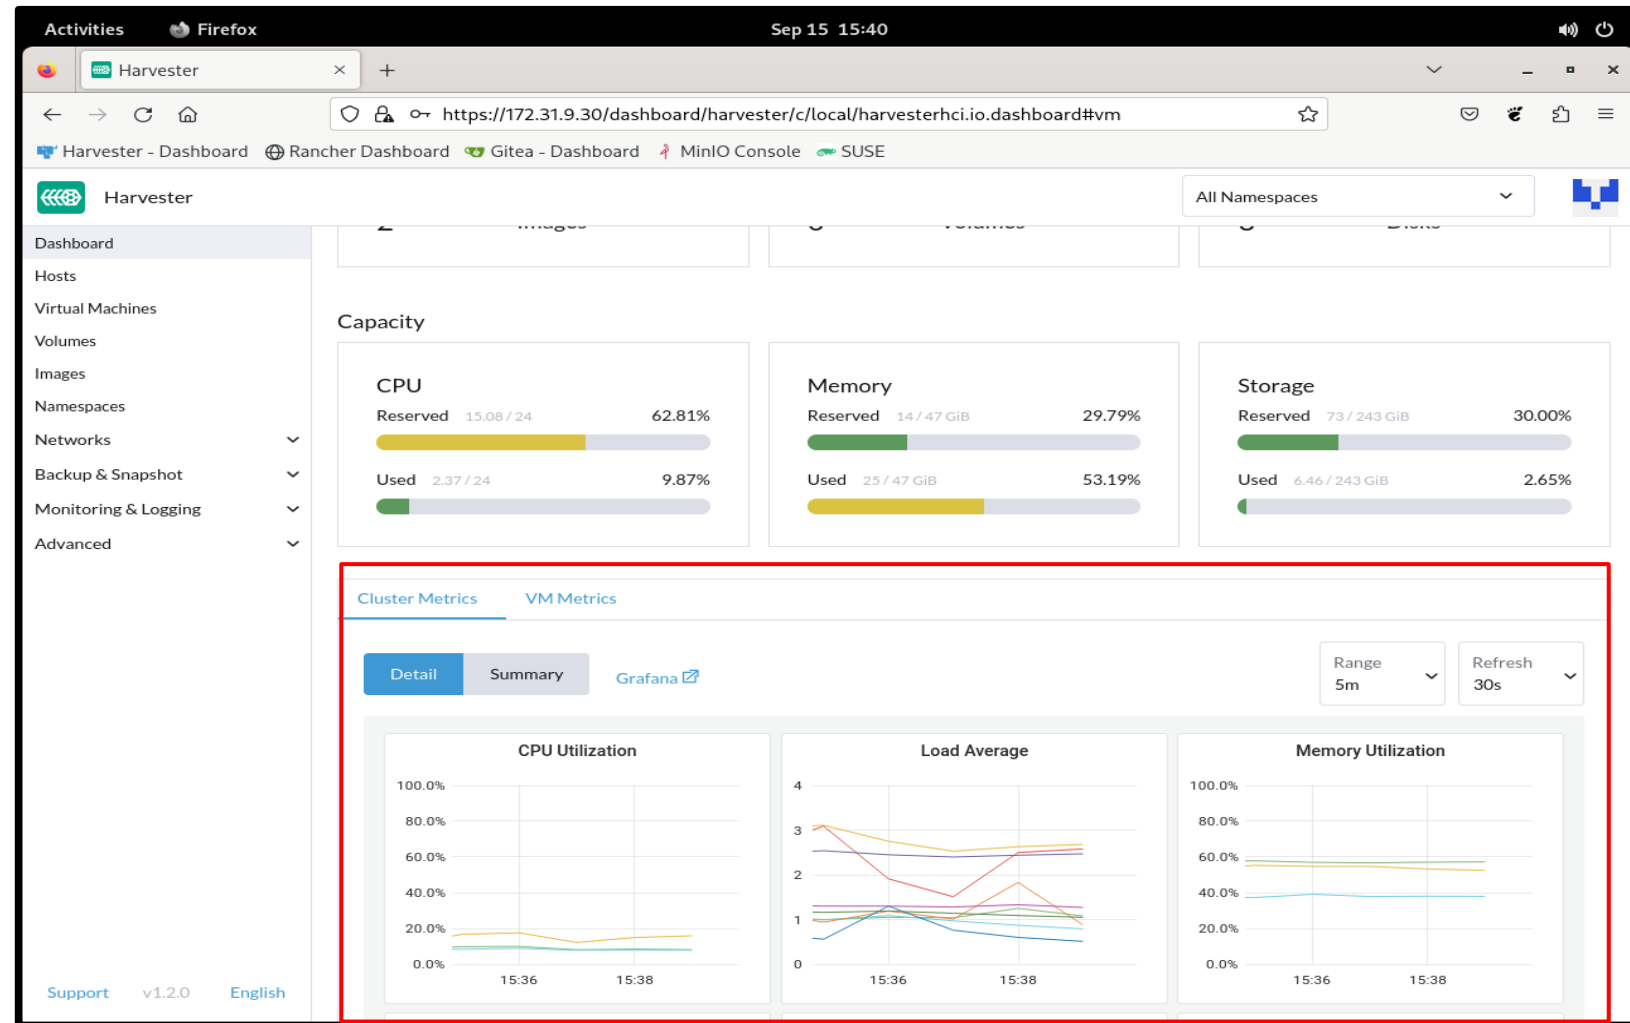 Activities Firefox Sep 15 15:40
Harvester
https://172.31.9.30/dashboard/harvester/c/local/harvesterhci.io.dashboard#vm
Harvester - Dashboard Rancher Dashboard Gitea - Dashboard MinIO Console SUSE
Harvester All Namespaces
Dashboard
Hosts
Virtual Machines
Volumes
Images
Namespaces
Networks
Backup & Snapshot
Monitoring & Logging
Advanced
Support v1.2.0 English
Images Volumes Disks
Capacity
CPU
Reserved 15.08 / 24 62.81%
Used 2.37 / 24 9.87%
Memory
Reserved 14 / 47 GiB 29.79%
Used 25 / 47 GiB 53.19%
Storage
Reserved 73 / 243 GiB 30.00%
Used 6.46 / 243 GiB 2.65%
Cluster Metrics VM Metrics
Detail Summary Grafana
Range
5m
Refresh
30s
CPU Utilization
100.0%
80.0%
60.0%
40.0%
20.0%
0.0%
15:36 15:38
Load Average
4
3
2
1
0
15:36 15:38
Memory Utilization
100.0%
80.0%
60.0%
40.0%
20.0%
0.0%
15:36 15:38